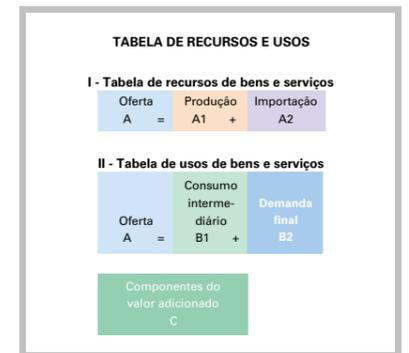 TABELA DE RECURSOS E USOS
I - Tabela de recursos de bens e serviços
Oferta Produção Importação
A = A1 + A2
II - Tabela de usos de bens e serviços
Consumo
interme- Demanda
Oferta diário final
A = B1 + B2
Componentes do
valor adicionado
C